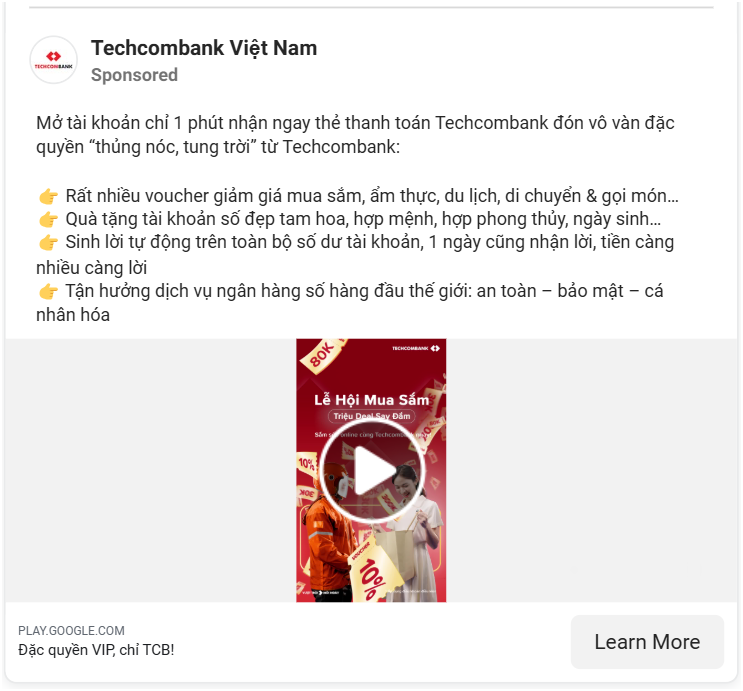 Techcombank Việt Nam
TECHCOMBANK
Sponsored
Mở tài khoản chỉ 1 phút nhận ngay thẻ thanh toán Techcombank đón vô vàn đặc
quyền “thủng nóc, tung trời” từ Techcombank:
👉 Rất nhiều voucher giảm giá mua sắm, ẩm thực, du lịch, di chuyển & gọi món...
👉 Quà tặng tài khoản số đẹp tam hoa, hợp mệnh, hợp phong thủy, ngày sinh...
👉 Sinh lời tự động trên toàn bộ số dư tài khoản, 1 ngày cũng nhận lời, tiền càng
nhiều càng lời
👉 Tận hưởng dịch vụ ngân hàng số hàng đầu thế giới: an toàn – bảo mật – cá
nhân hóa
80K
TECHCOMBANK
Lễ Hội Mua Sắm
Triệu Deal Say Đắm
online cùng Techcombank
10%
VOUCHER
10%
PLAY.GOOGLE.COM
Đặc quyền VIP, chỉ TCB!
Learn More